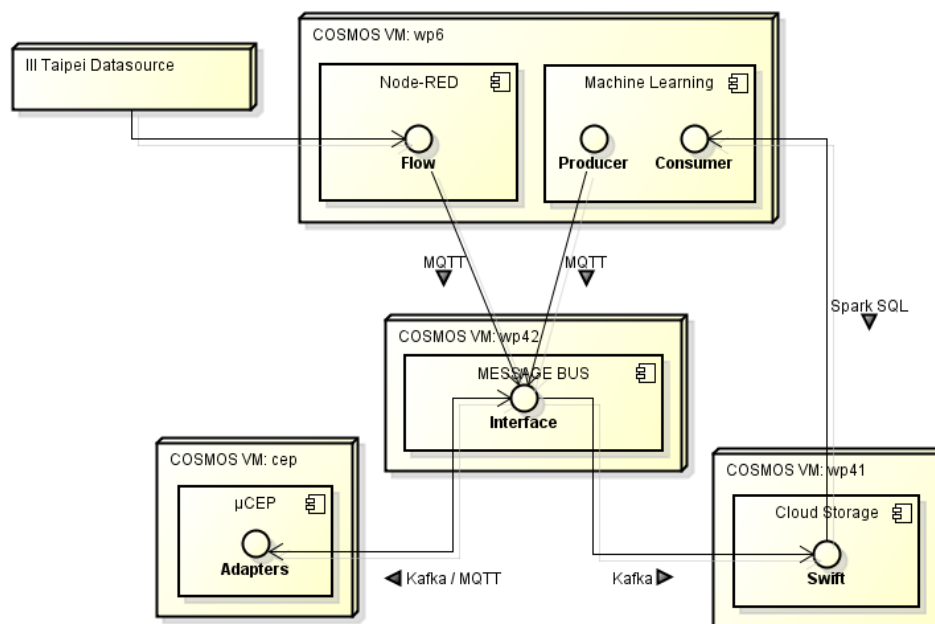 COSMOS VM: wp6
III Taipei Datasource
Node-RED
Machine Learning
Flow
Producer
Consumer
MQTT
MQTT
Spark SQL
COSMOS VM: wp42
MESSAGE BUS
Interface
COSMOS VM: cep
COSMOS VM: wp41
µCEP
Cloud Storage
Adapters
Swift
Kafka / MQTT
Kafka